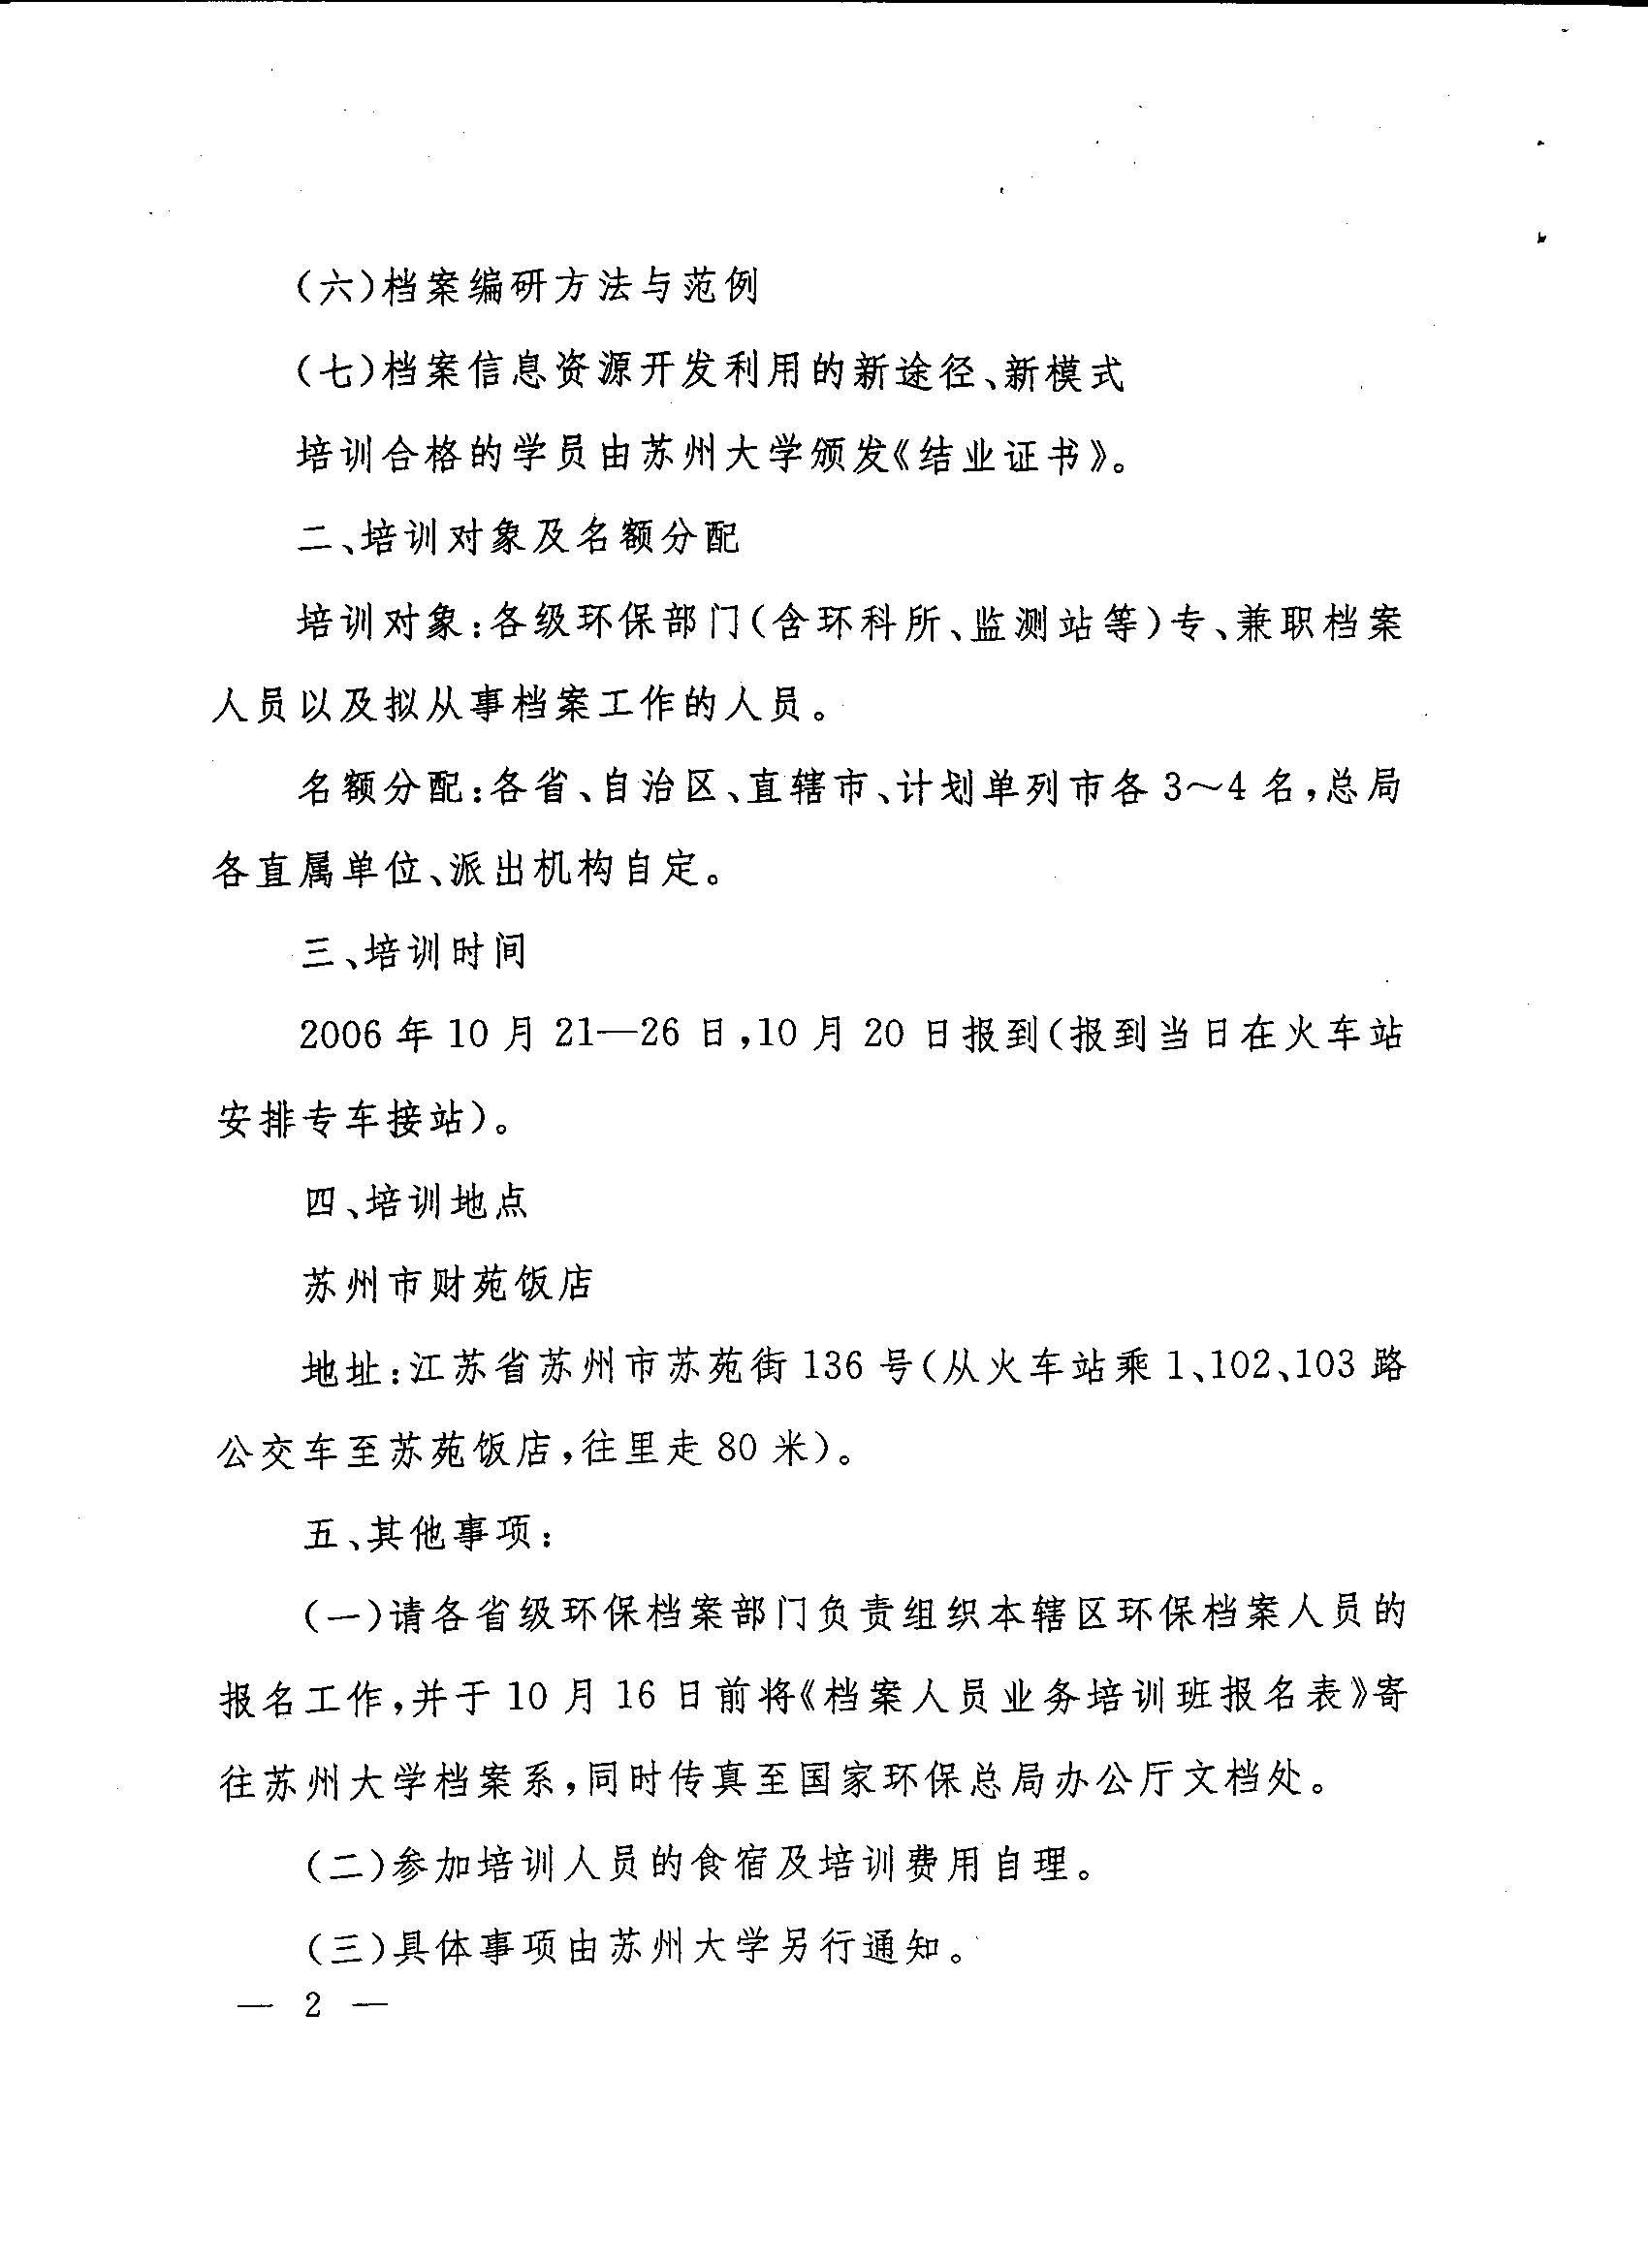 (六)档案编研方法与范例
(七)档案信息资源开发利用的新途径、新模式
培训合格的学员由苏州大学颁发《结业证书》。
二、培训对象及名额分配
培训对象:各级环保部门(含环科所、监测站等)专、兼职档案
人员以及拟从事档案工作的人员。
名额分配:各省、自治区、直辖市、计划单列市各3～4名,总局
各直属单位、派出机构自定。
三、培训时间
2006年10月21—26日,10月20日报到(报到当日在火车站
安排专车接站)。
四、培训地点
苏州市财苑饭店
地址:江苏省苏州市苏苑街136号(从火车站乘1、102、103路
公交车至苏苑饭店,往里走80米)。
五、其他事项:
(一)请各省级环保档案部门负责组织本辖区环保档案人员的
报名工作,并于10月16日前将《档案人员业务培训班报名表》寄
往苏州大学档案系,同时传真至国家环保总局办公厅文档处。
(二)参加培训人员的食宿及培训费用自理。
(三)具体事项由苏州大学另行通知。
— 2 —